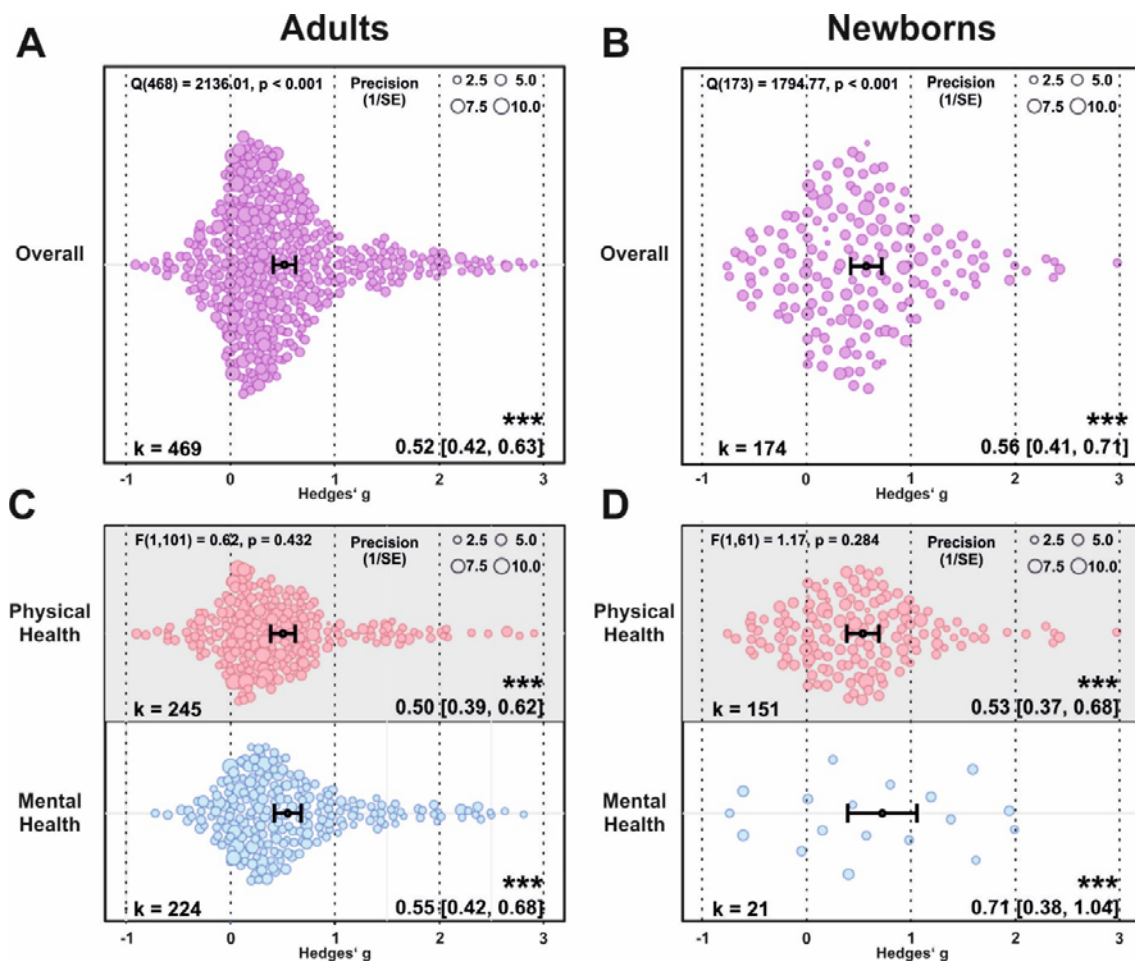 Adults
Newborns
A
Q(468) = 2136.01, p < 0.001
Precision
(1/SE)
2.5 5.0
7.5 10.0
Overall
***
k = 469
0.52 [0.42, 0.63]
-1 0 1 2 3
Hedges' g
B
Q(173) = 1794.77, p < 0.001
Precision
(1/SE)
2.5 5.0
7.5 10.0
Overall
***
k = 174
0.56 [0.41, 0.71]
-1 0 1 2 3
Hedges' g
C
F(1,101) = 0.62, p = 0.432
Precision
(1/SE)
2.5 5.0
7.5 10.0
Physical
Health
***
k = 245
0.50 [0.39, 0.62]
Mental
Health
***
k = 224
0.55 [0.42, 0.68]
-1 0 1 2 3
Hedges' g
D
F(1,61) = 1.17, p = 0.284
Precision
(1/SE)
2.5 5.0
7.5 10.0
Physical
Health
***
k = 151
0.53 [0.37, 0.68]
Mental
Health
***
k = 21
0.71 [0.38, 1.04]
-1 0 1 2 3
Hedges' g